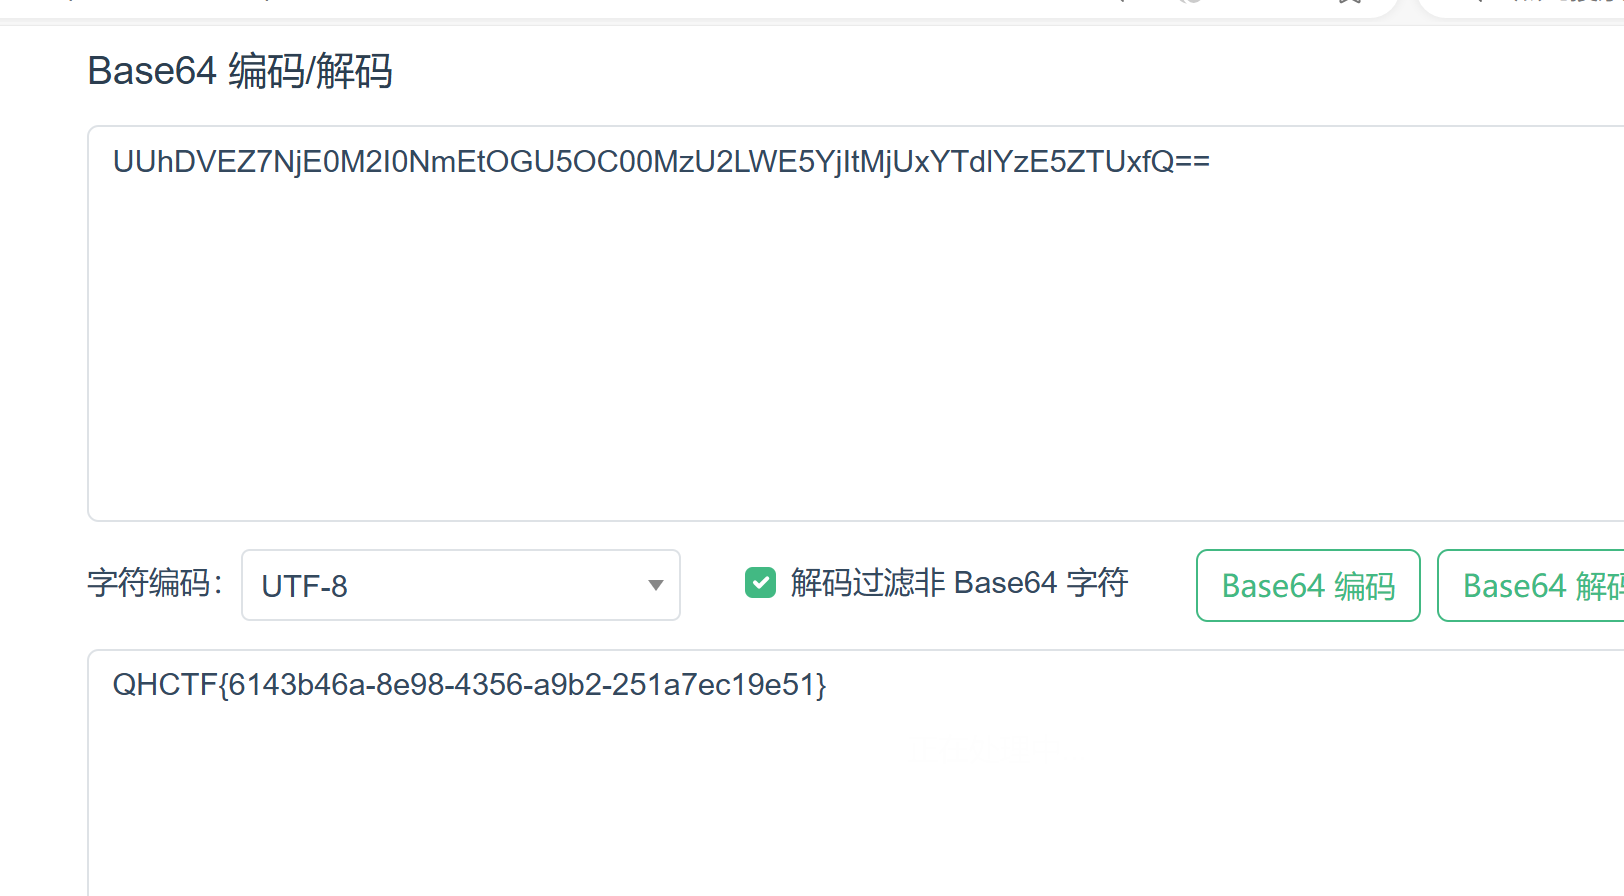 Base64 编码/解码
UUhDVEZ7NjE0M2I0NmEtOGU5OC00MzU2LWE5YjItMjUxYTdlYzE5ZTUxfQ==
字符编码： UTF-8 解码过滤非 Base64 字符 Base64 编码 Base64 解码
QHCTF{6143b46a-8e98-4356-a9b2-251a7ec19e51}